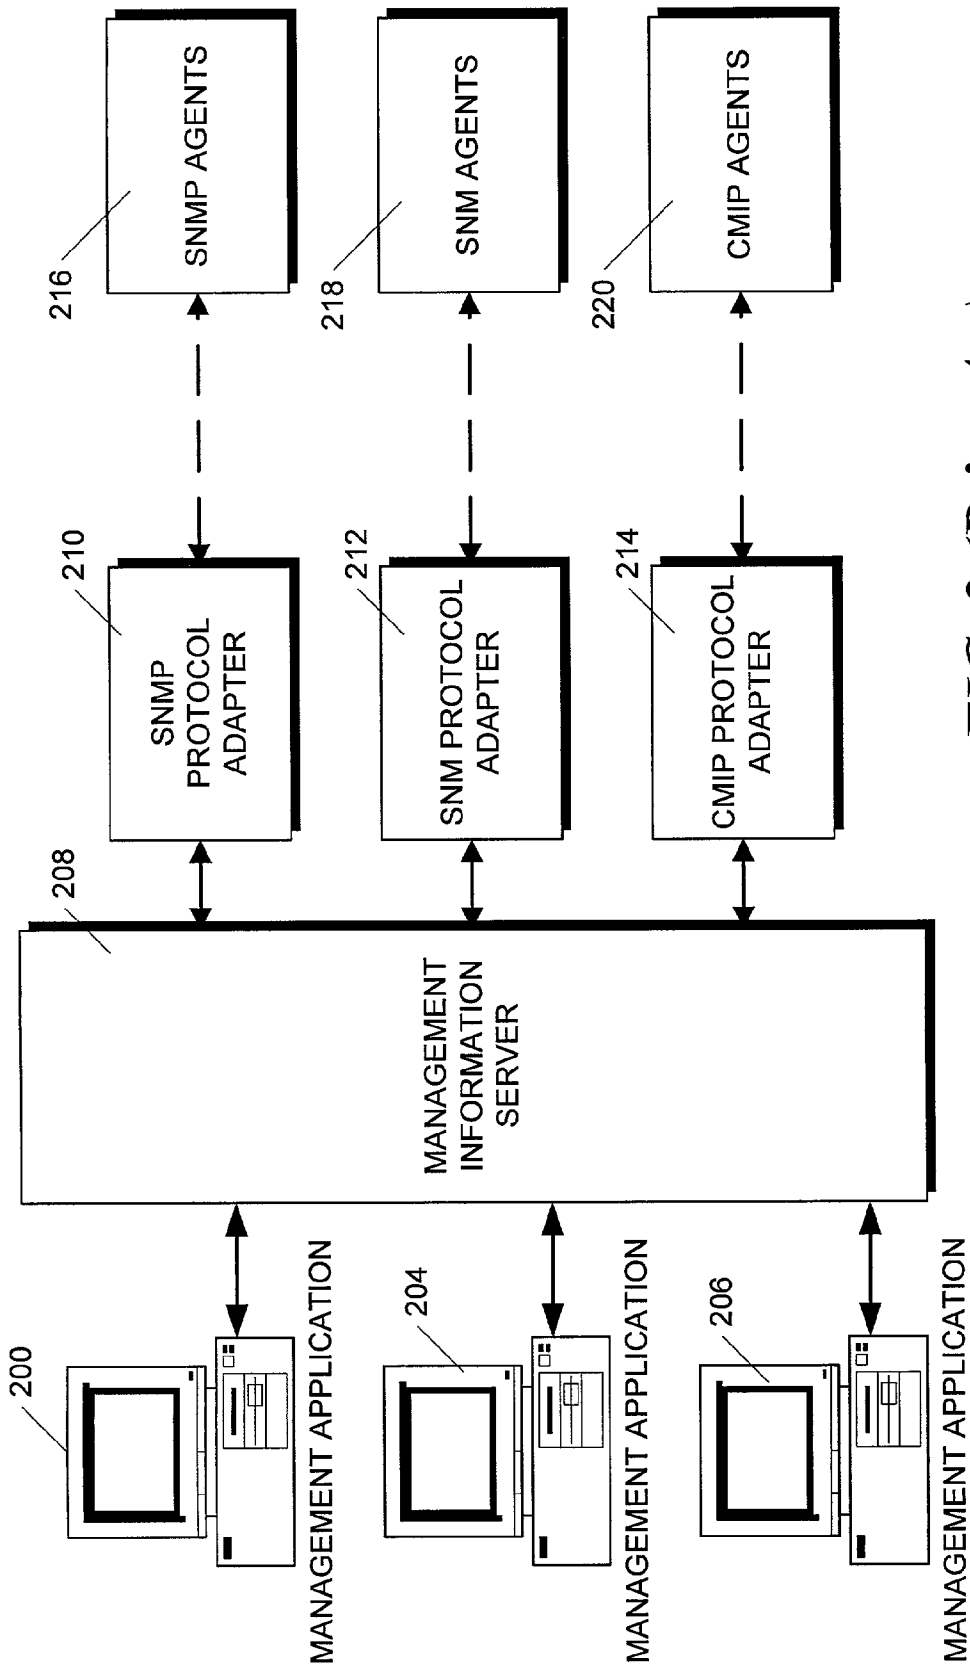 200
MANAGEMENT APPLICATION
204
MANAGEMENT APPLICATION
206
MANAGEMENT APPLICATION
208
MANAGEMENT
INFORMATION
SERVER
210
SNMP
PROTOCOL
ADAPTER
212
SNM PROTOCOL
ADAPTER
214
CMIP PROTOCOL
ADAPTER
216
SNMP AGENTS
218
SNM AGENTS
220
CMIP AGENTS